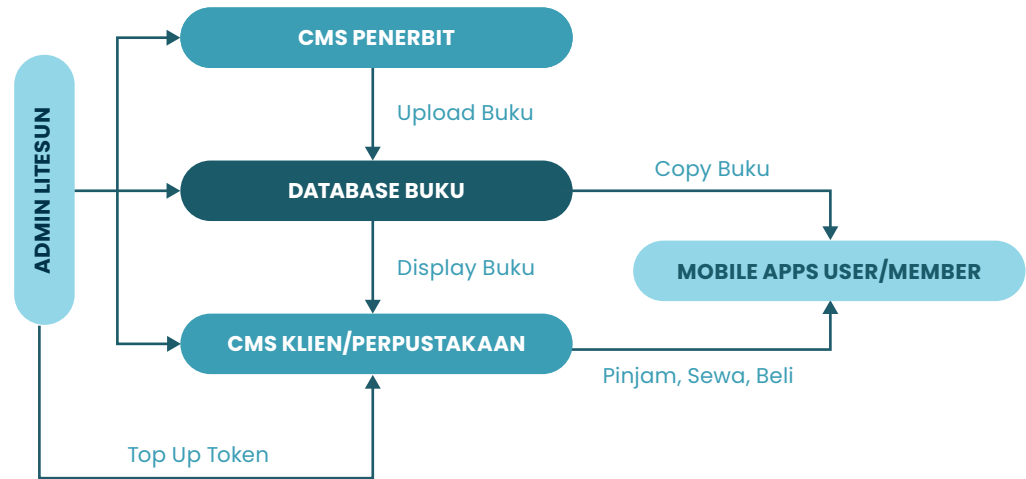 CMS PENERBIT
Upload Buku
ADMIN LITESUN
DATABASE BUKU
Copy Buku
Display Buku
MOBILE APPS USER/MEMBER
CMS KLIEN/PERPUSTAKAAN
Pinjam, Sewa, Beli
Top Up Token